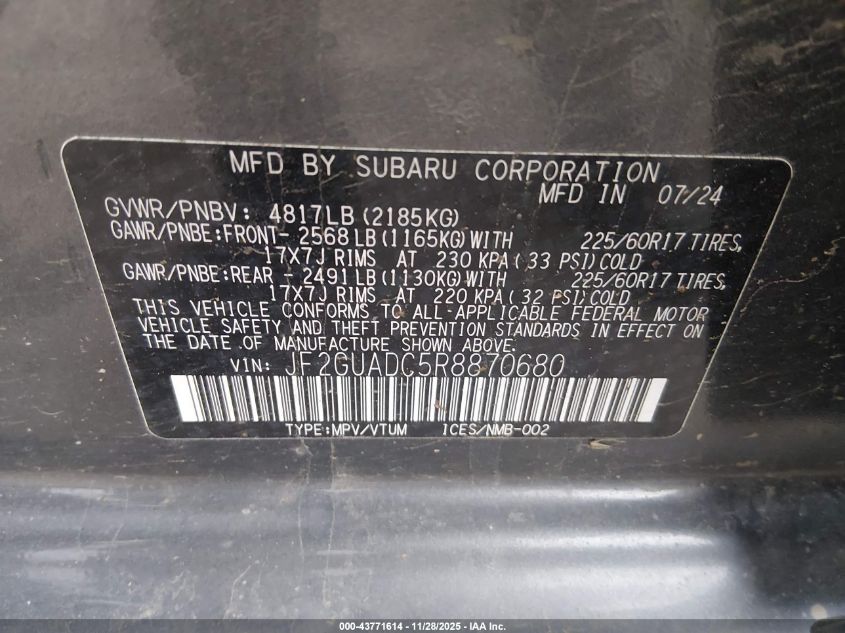 MFD BY SUBARU CORPORATION
MFD IN 07/24
GVWR/PNBV: 4817LB (2185KG)
GAWR/PNBE:FRONT- 2568 LB (1165KG) WITH 225/60R17 TIRES,
17X7J RIMS AT 230 KPA ( 33 PSI) COLD
GAWR/PNBE:REAR - 2491 LB (1130KG) WITH 225/60R17 TIRES,
17X7J RIMS AT 220 KPA ( 32 PSI) COLD
THIS VEHICLE CONFORMS TO ALL-APPLICABLE FEDERAL MOTOR
VEHICLE SAFETY AND THEFT PREVENTION STANDARDS IN EFFECT ON
THE DATE OF MANUFACTURE SHOWN ABOVE.
VIN: JF2GUADC5R8870680
TYPE:MPV/VTUM ICES/NMB-002
000-43771614 - 11/28/2025 - IAA Inc.